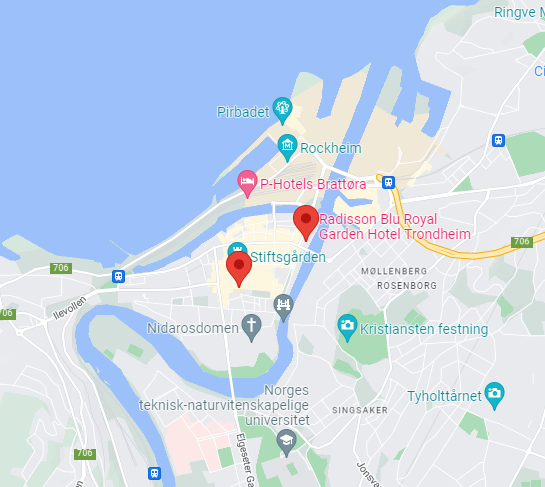 Ringve M
Ci
Pirbadet
Rockheim
P-Hotels Brattøra
Radisson Blu Royal
Garden Hotel Trondheim
706
Stiftsgården
706
MØLLENBERG
ROSENBORG
Ilevollen
706
Nidarosdomen
Kristiansten festning
Norges
teknisk-naturvitenskapelige
universitet
Tyholttårnet
SINGSAKER
706
Elgeseter Ga
Jonsva